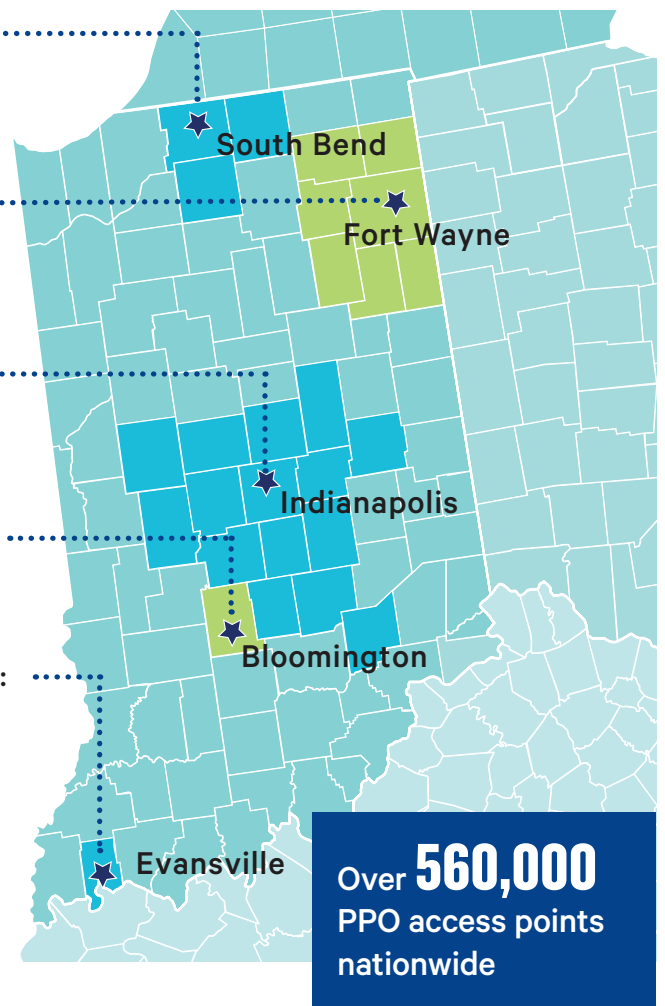 South Bend
Fort Wayne
Indianapolis
Bloomington
:
Evansville
Over 560,000
PPO access points
nationwide